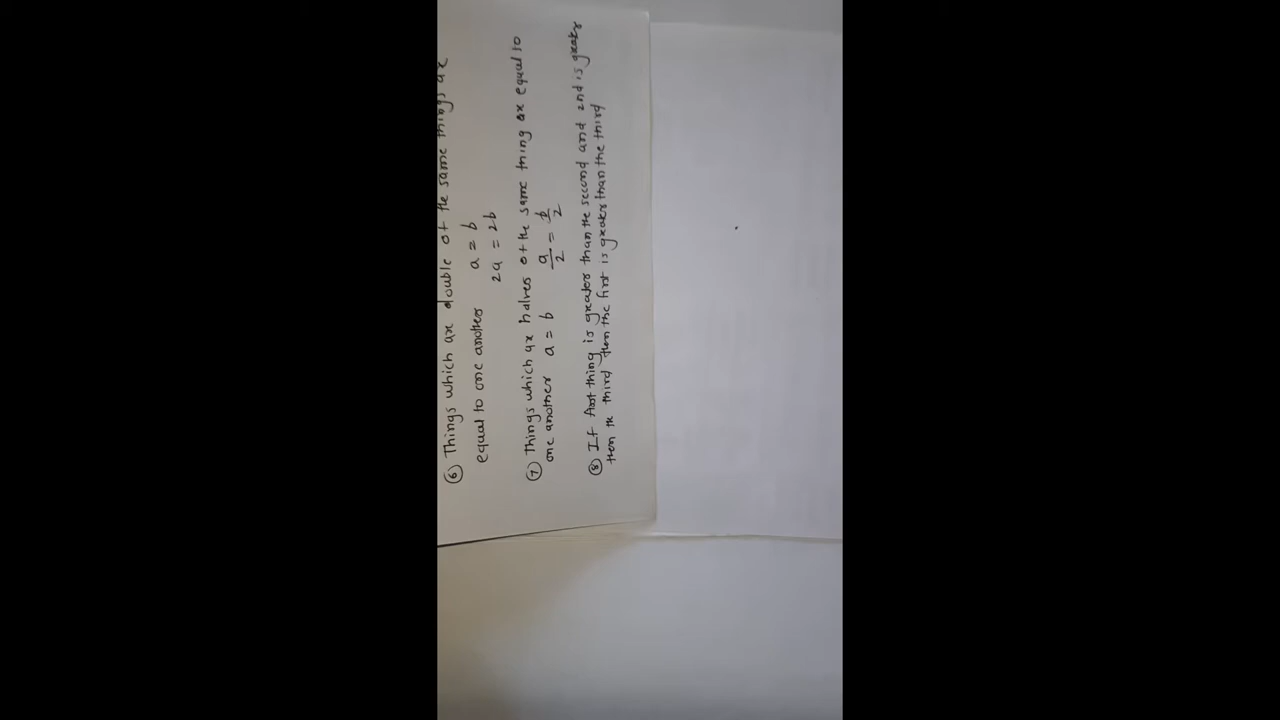 ⑥ Things which are double of the same things are
equal to one another a = b
2a = 2b
⑦ Things which are halves of the same thing are equal to
one another a = b a/2 = b/2
⑧ If first thing is greater than the second and 2nd is greater
then the third then the first is greater than the third